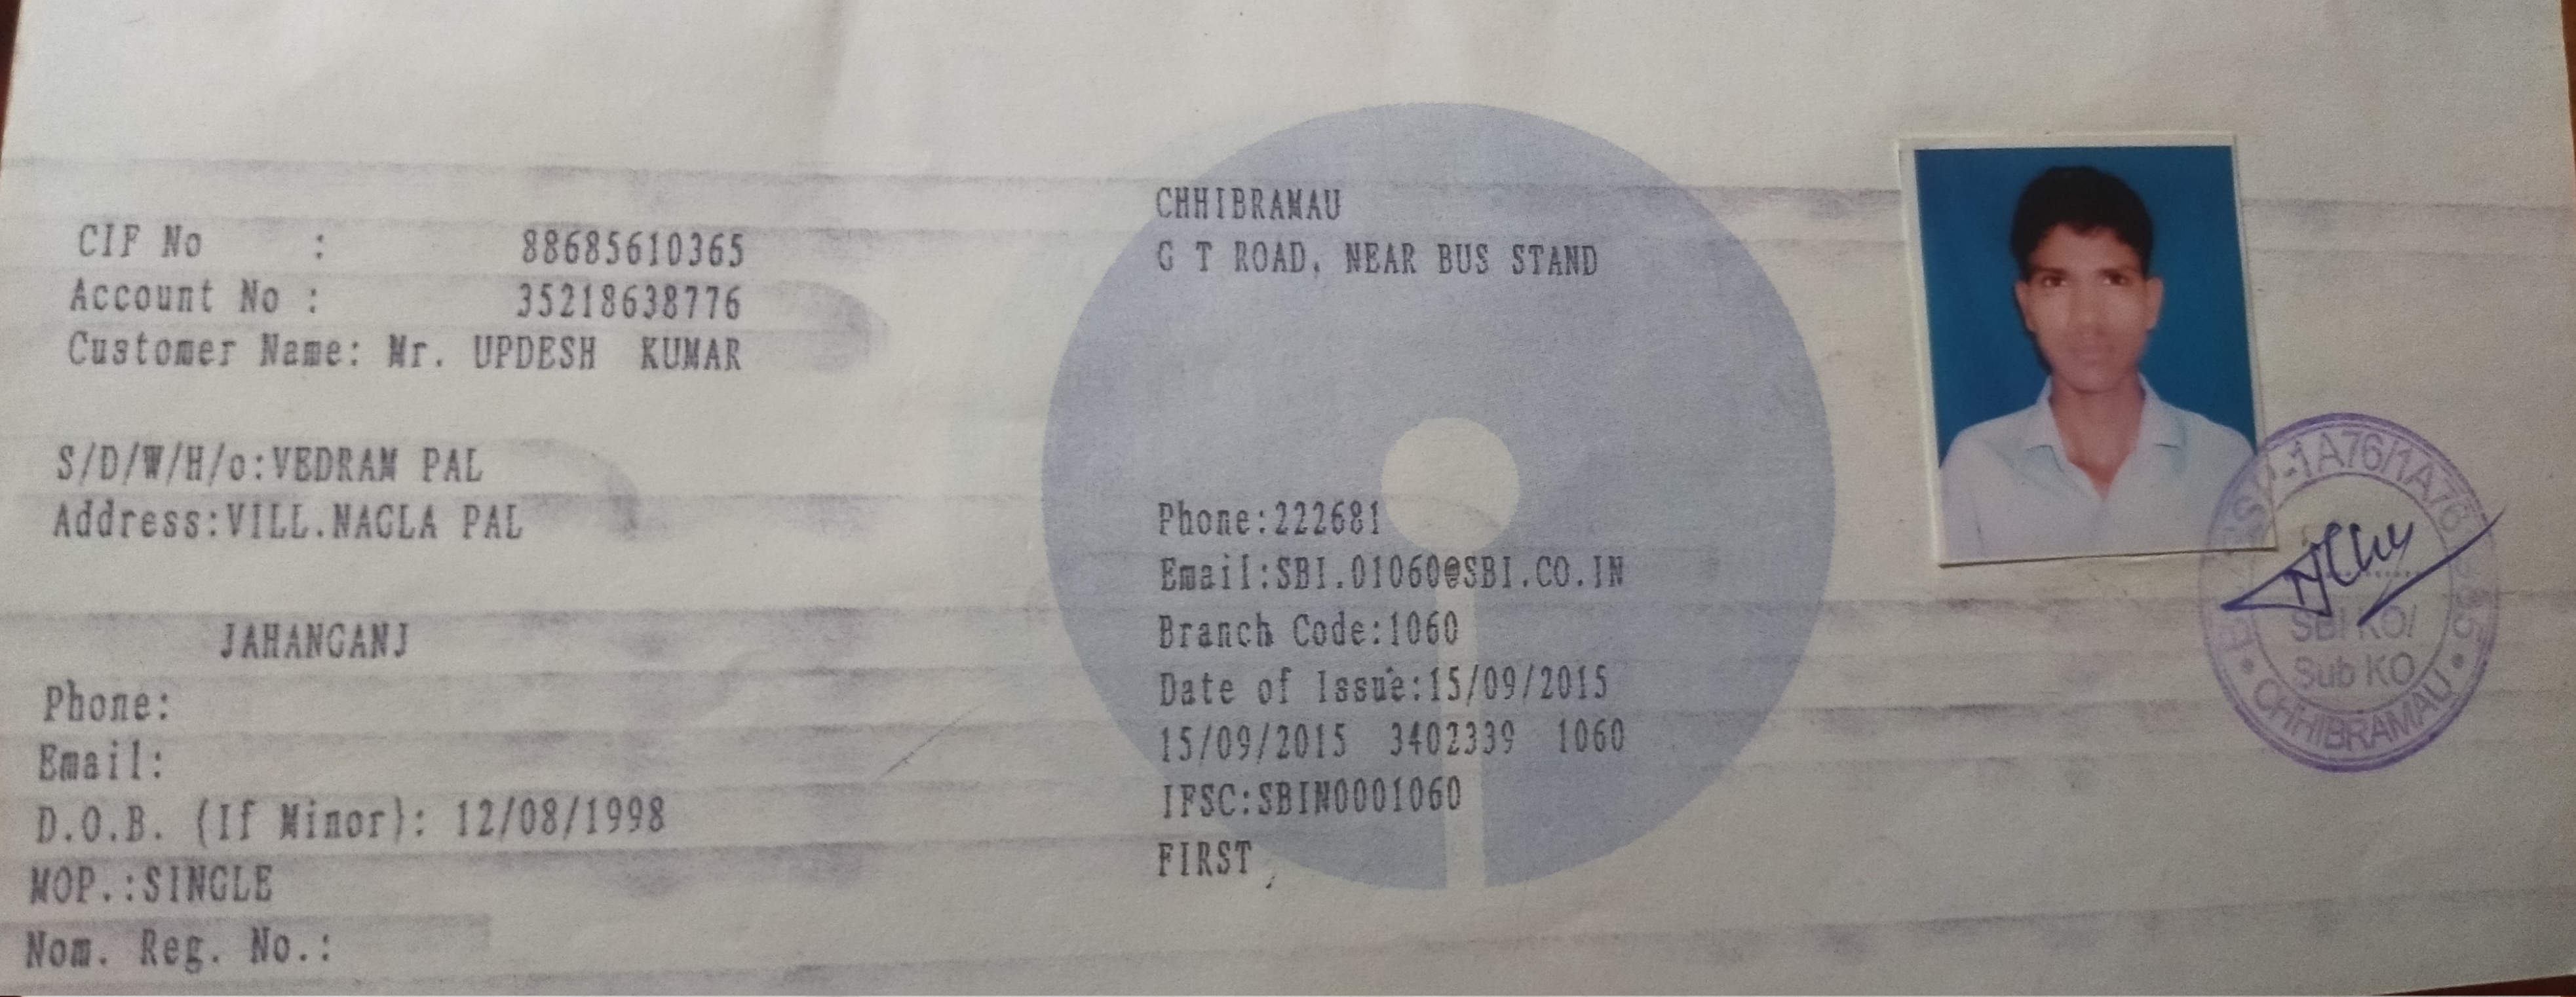 CIF No : 88685610365
Account No : 35218638776
Customer Name: Mr. UPDESH KUMAR
S/D/W/H/o:VEDRAM PAL
Address:VILL.NAGLA PAL
JAHANGANJ
Phone:
Email:
D.O.B. (If Minor): 12/08/1998
MOP.:SINGLE
Nom. Reg. No.:
CHHIBRAMAU
G T ROAD, NEAR BUS STAND
Phone:222681
Email:SBI.01060@SBI.CO.IN
Branch Code:1060
Date of Issue:15/09/2015
15/09/2015 3402339 1060
IFSC:SBIN0001060
FIRST
-1A76/1A76
SBI KO/
Sub KO
CHHIBRAMAU